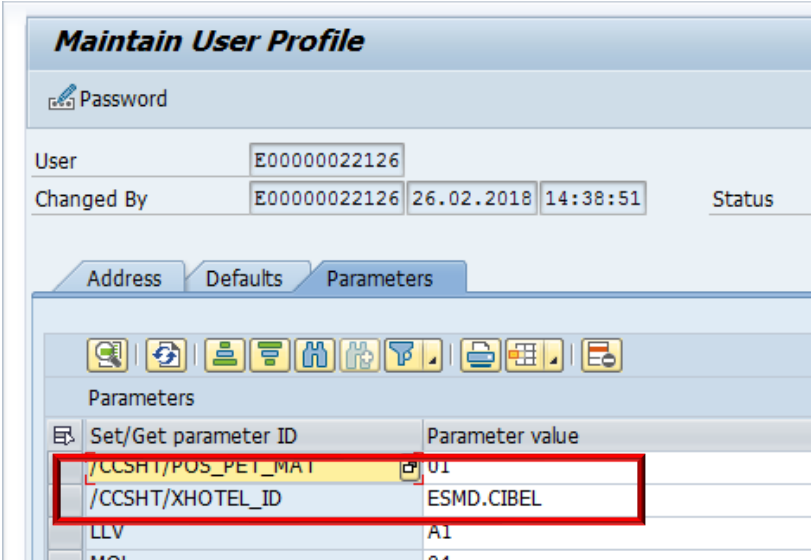 Maintain User Profile
Password
User E00000022126
Changed By E00000022126 26.02.2018 14:38:51 Status
Address Defaults Parameters
Parameters
Set/Get parameter ID Parameter value
/CCSHT/POS_PET_MAT 01
/CCSHT/XHOTEL_ID ESMD.CIBEL
LLV A1